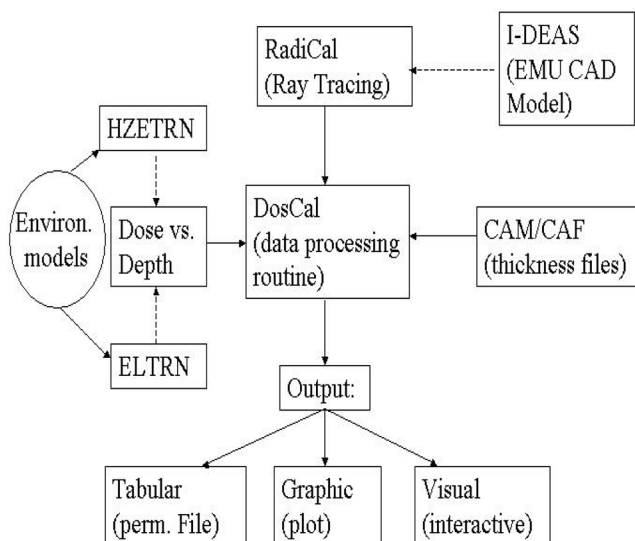 RadiCal
(Ray Tracing)
I-DEAS
(EMU CAD
Model)
HZETRN
Environ.
models
Dose vs.
Depth
DosCal
(data processing
routine)
CAM/CAF
(thickness files)
ELTRN
Output:
Tabular
(perm. File)
Graphic
(plot)
Visual
(interactive)